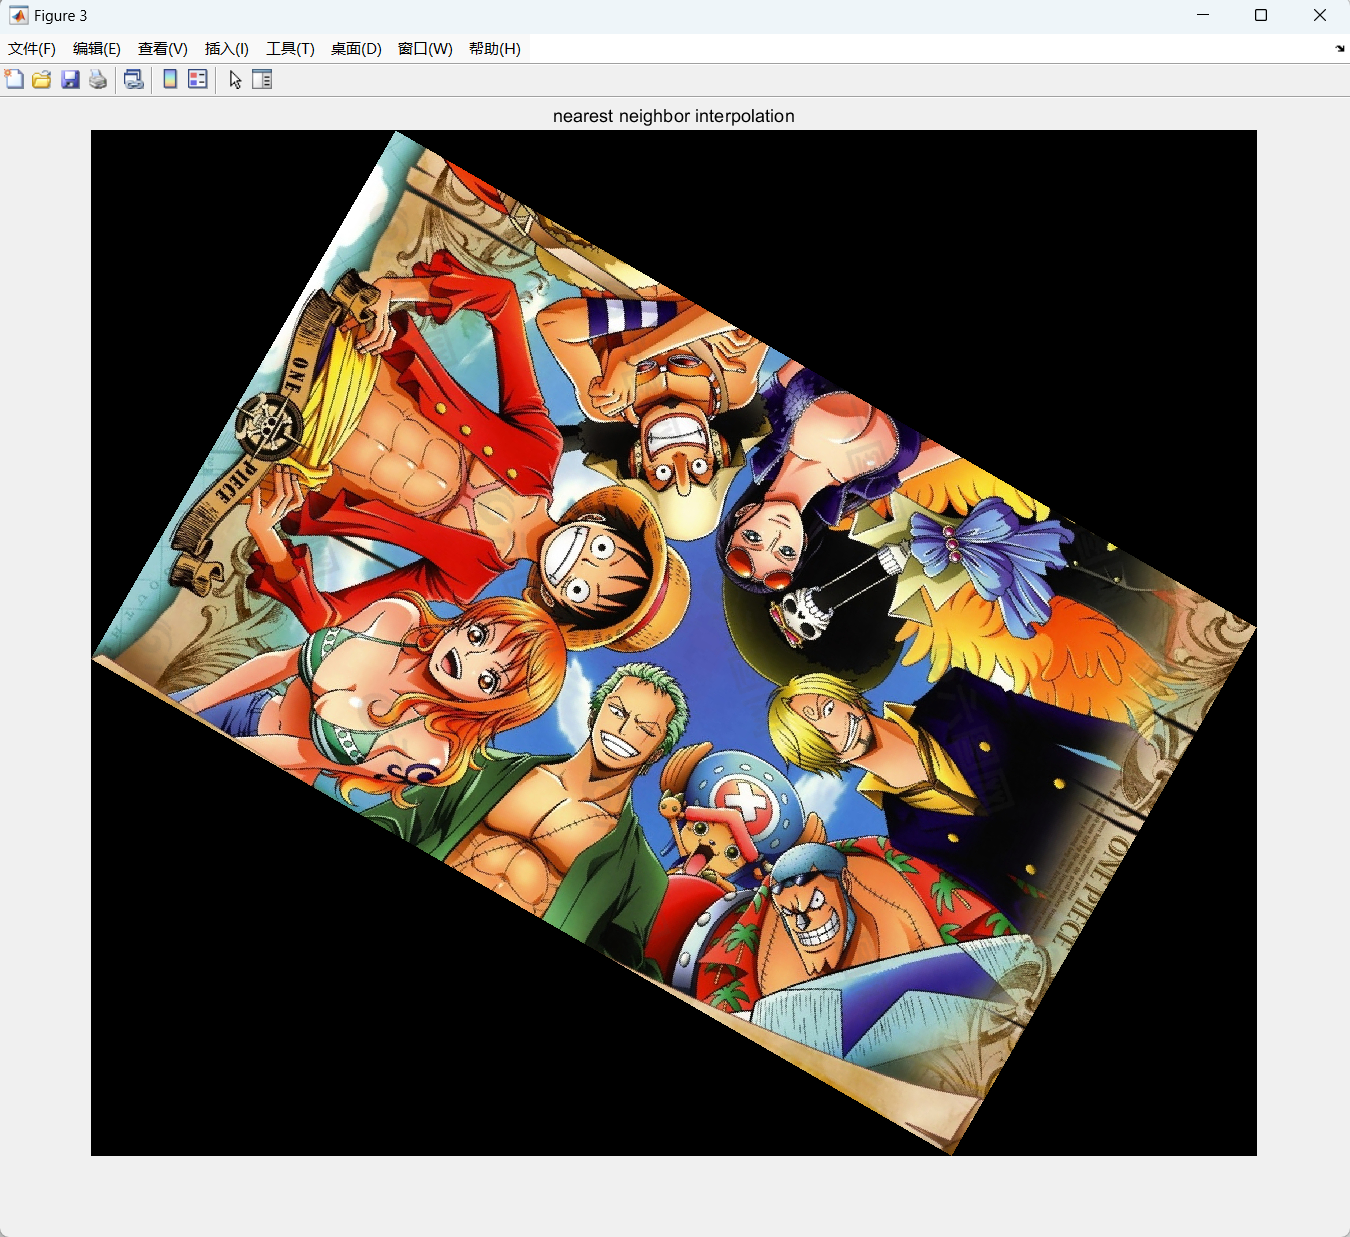 Figure 3
文件(F) 编辑(E) 查看(V) 插入(I) 工具(T) 桌面(D) 窗口(W) 帮助(H)
nearest neighbor interpolation
ONE
PIECE
ONE PIECE